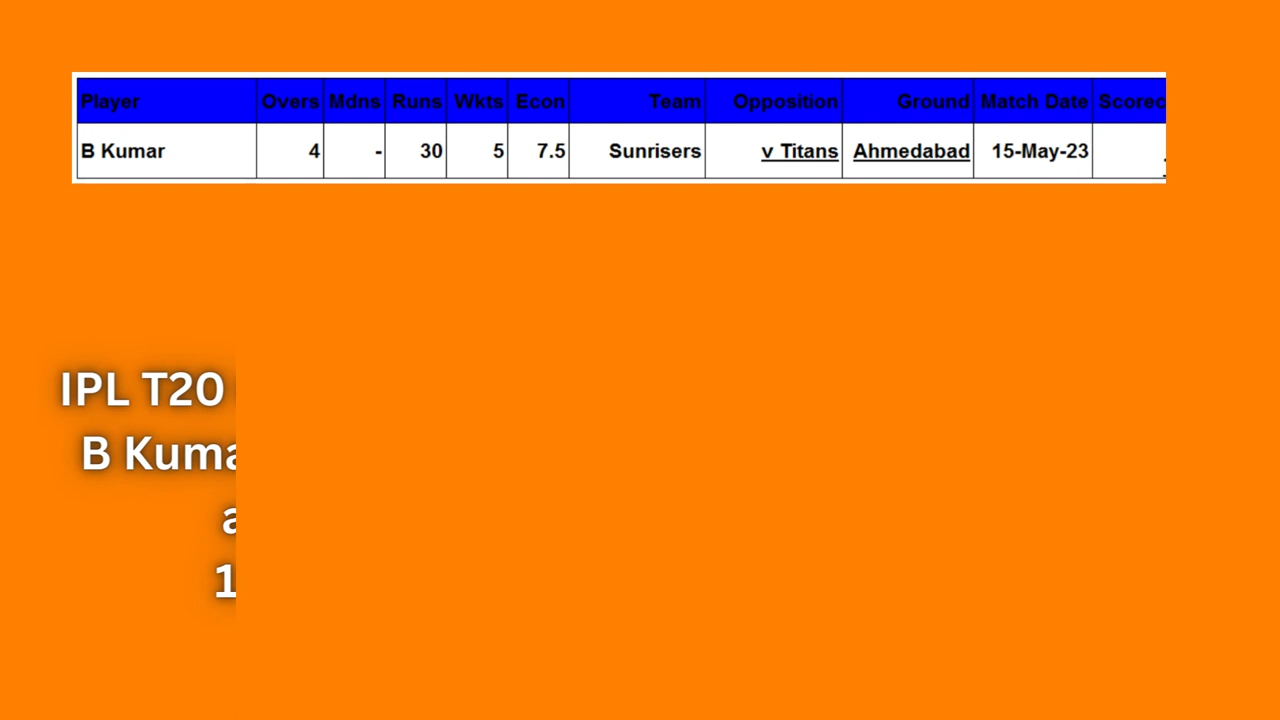 Player Overs Mdns Runs Wkts Econ Team Opposition Ground Match Date
B Kumar 4 - 30 5 7.5 Sunrisers v Titans Ahmedabad 15-May-23
IPL T20
B Kuma
a
1